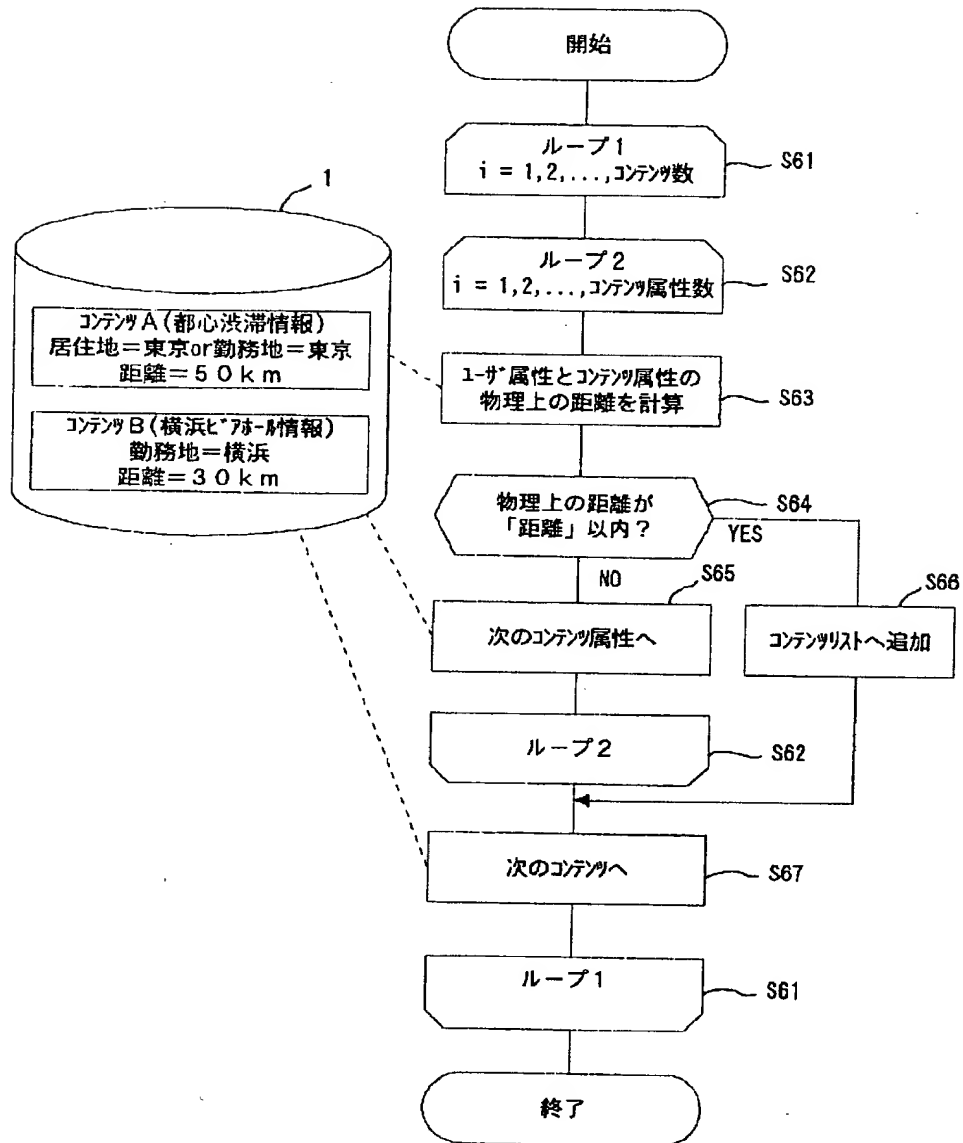 開始
ループ1
i = 1,2,...,コンテンツ数
S61
1
ループ2
i = 1,2,...,コンテンツ属性数
S62
コンテンツA(都心渋滞情報)
居住地=東京or勤務地=東京
距離=50km
コンテンツB(横浜ビアホール情報)
勤務地=横浜
距離=30km
ユーザ属性とコンテンツ属性の
物理上の距離を計算
S63
物理上の距離が
「距離」以内?
S64
YES
NO
S65
S66
次のコンテンツ属性へ
コンテンツリストへ追加
ループ2
S62
次のコンテンツへ
S67
ループ1
S61
終了